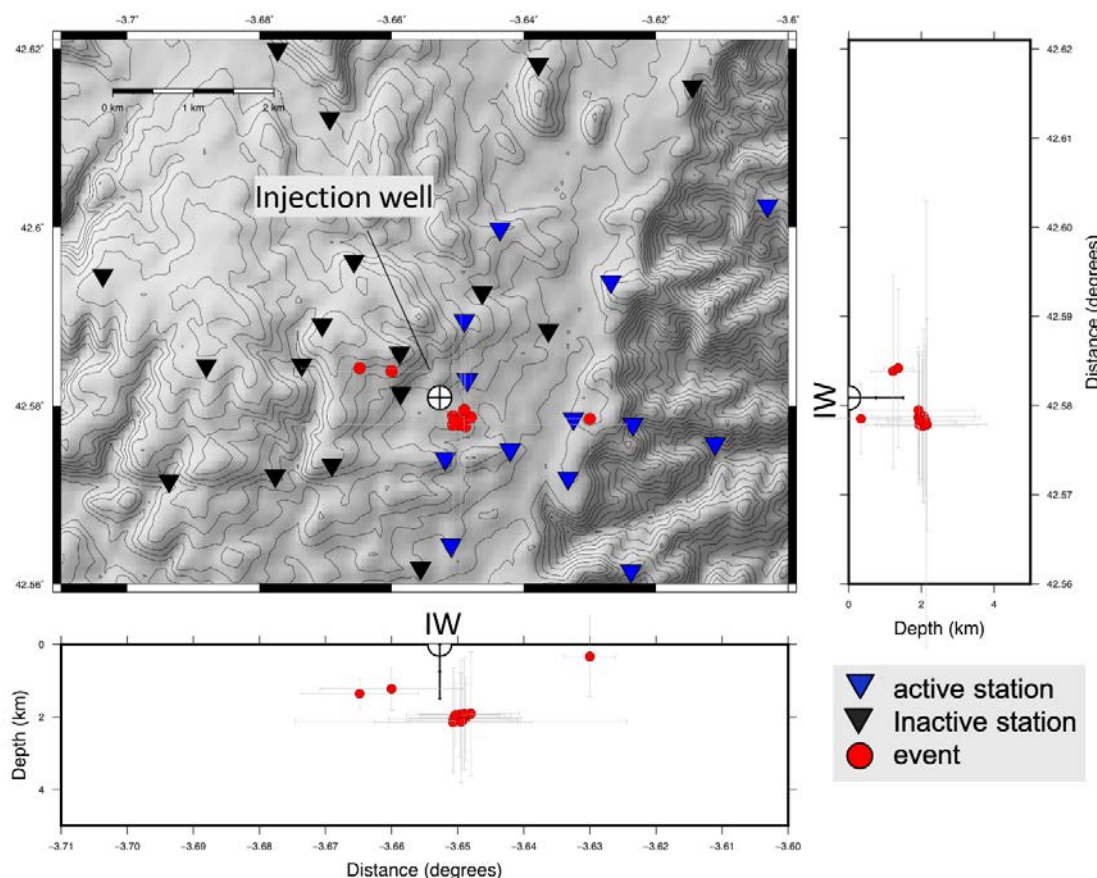 −3.7 −3.68 −3.66 −3.64 −3.62 −3.6
42.62˚
42.6˚
42.58˚
42.56˚
0 km 1 km 2 km
Injection well
42.62
42.61
42.60
42.59
42.58
42.57
42.56
Distance (degrees)
IW
0 2 4
Depth (km)
IW
0
2
4
Depth (km)
−3.71 −3.70 −3.69 −3.68 −3.67 −3.66 −3.65 −3.64 −3.63 −3.62 −3.61 −3.60
Distance (degrees)
active station
Inactive station
event